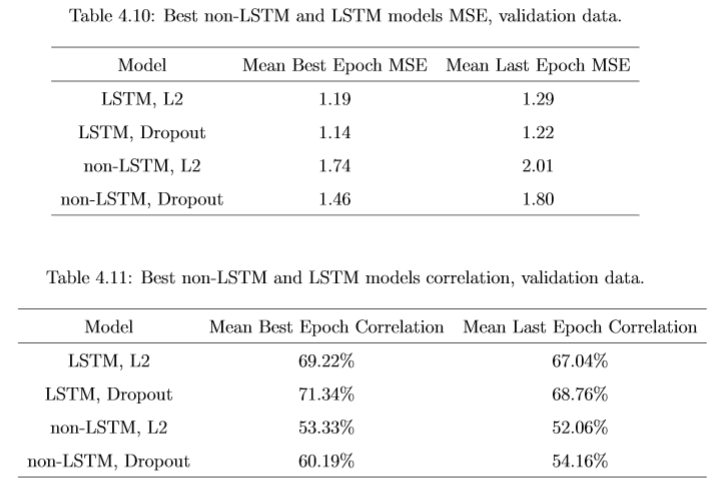 Table 4.10: Best non-LSTM and LSTM models MSE, validation data.
Model Mean Best Epoch MSE Mean Last Epoch MSE
LSTM, L2 1.19 1.29
LSTM, Dropout 1.14 1.22
non-LSTM, L2 1.74 2.01
non-LSTM, Dropout 1.46 1.80
Table 4.11: Best non-LSTM and LSTM models correlation, validation data.
Model Mean Best Epoch Correlation Mean Last Epoch Correlation
LSTM, L2 69.22% 67.04%
LSTM, Dropout 71.34% 68.76%
non-LSTM, L2 53.33% 52.06%
non-LSTM, Dropout 60.19% 54.16%